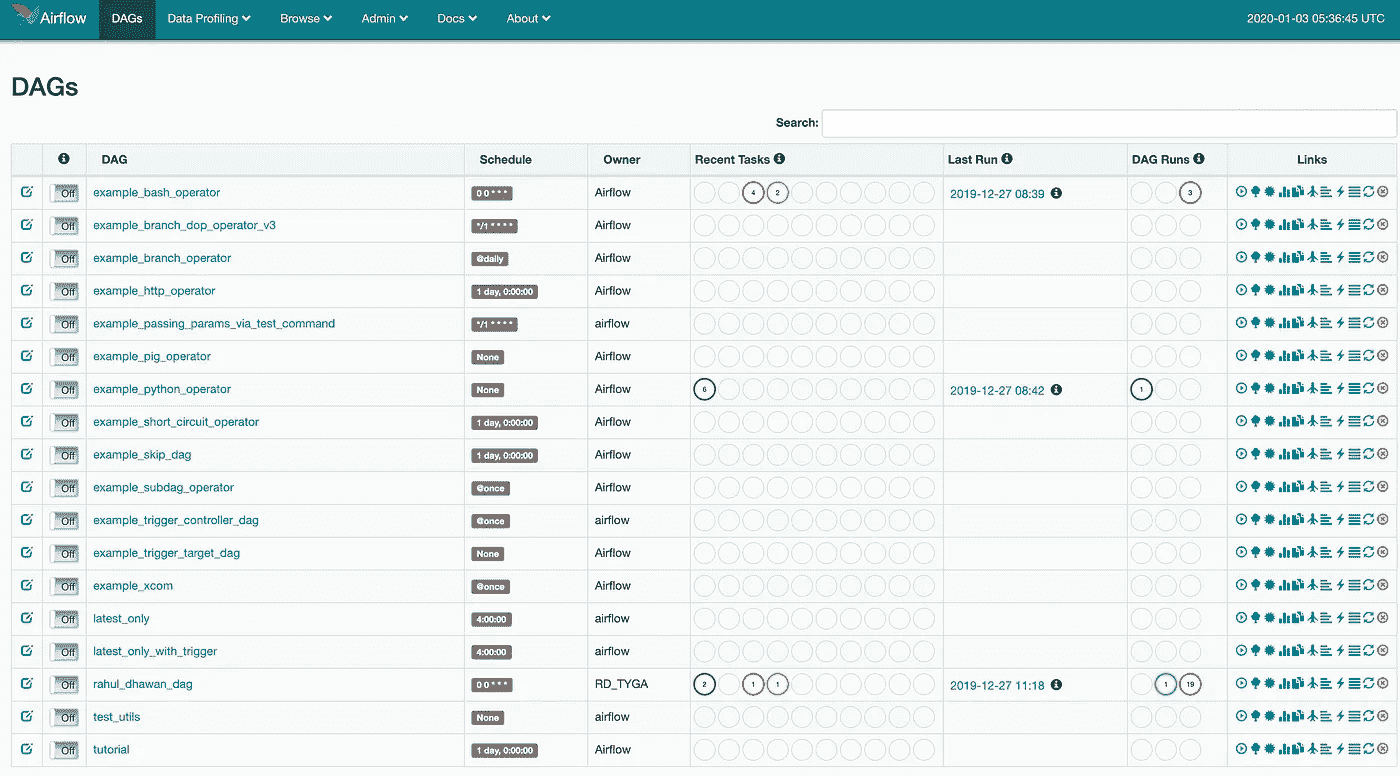 Airflow DAGs Data Profiling Browse Admin Docs About 2020-01-03 05:36:45 UTC
DAGs
Search:
DAG Schedule Owner Recent Tasks Last Run DAG Runs Links
Off example_bash_operator 0 0 * * * Airflow 4 2 2019-12-27 08:39 3
Off example_branch_dop_operator_v3 */1 * * * * Airflow
Off example_branch_operator @daily Airflow
Off example_http_operator 1 day, 0:00:00 Airflow
Off example_passing_params_via_test_command */1 * * * * airflow
Off example_pig_operator None Airflow
Off example_python_operator None Airflow 6 2019-12-27 08:42 1
Off example_short_circuit_operator 1 day, 0:00:00 Airflow
Off example_skip_dag 1 day, 0:00:00 Airflow
Off example_subdag_operator @once Airflow
Off example_trigger_controller_dag @once airflow
Off example_trigger_target_dag None Airflow
Off example_xcom @once Airflow
Off latest_only 4:00:00 airflow
Off latest_only_with_trigger 4:00:00 airflow
Off rahul_dhawan_dag 0 0 * * * RD_TYGA 2 1 1 2019-12-27 11:18 1 19
Off test_utils None airflow
Off tutorial 1 day, 0:00:00 Airflow